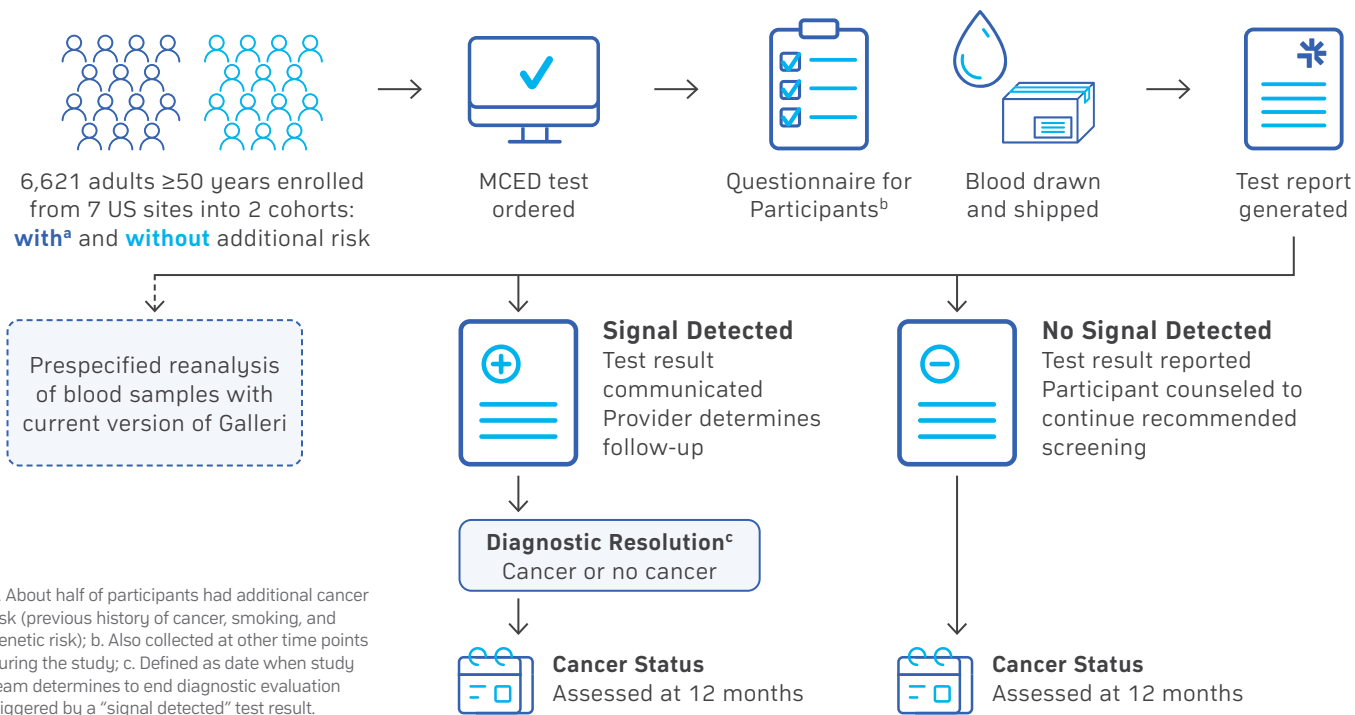 6,621 adults ≥50 years enrolled
from 7 US sites into 2 cohorts:
withᵃ and without additional risk
MCED test
ordered
Questionnaire for
Participantsᵇ
Blood drawn
and shipped
Test report
generated
Prespecified reanalysis
of blood samples with
current version of Galleri
Signal Detected
Test result
communicated
Provider determines
follow-up
No Signal Detected
Test result reported
Participant counseled to
continue recommended
screening
Diagnostic Resolutionᶜ
Cancer or no cancer
Cancer Status
Assessed at 12 months
Cancer Status
Assessed at 12 months
. About half of participants had additional cancer
isk (previous history of cancer, smoking, and
enetic risk); b. Also collected at other time points
uring the study; c. Defined as date when study
eam determines to end diagnostic evaluation
iggered by a “signal detected” test result.